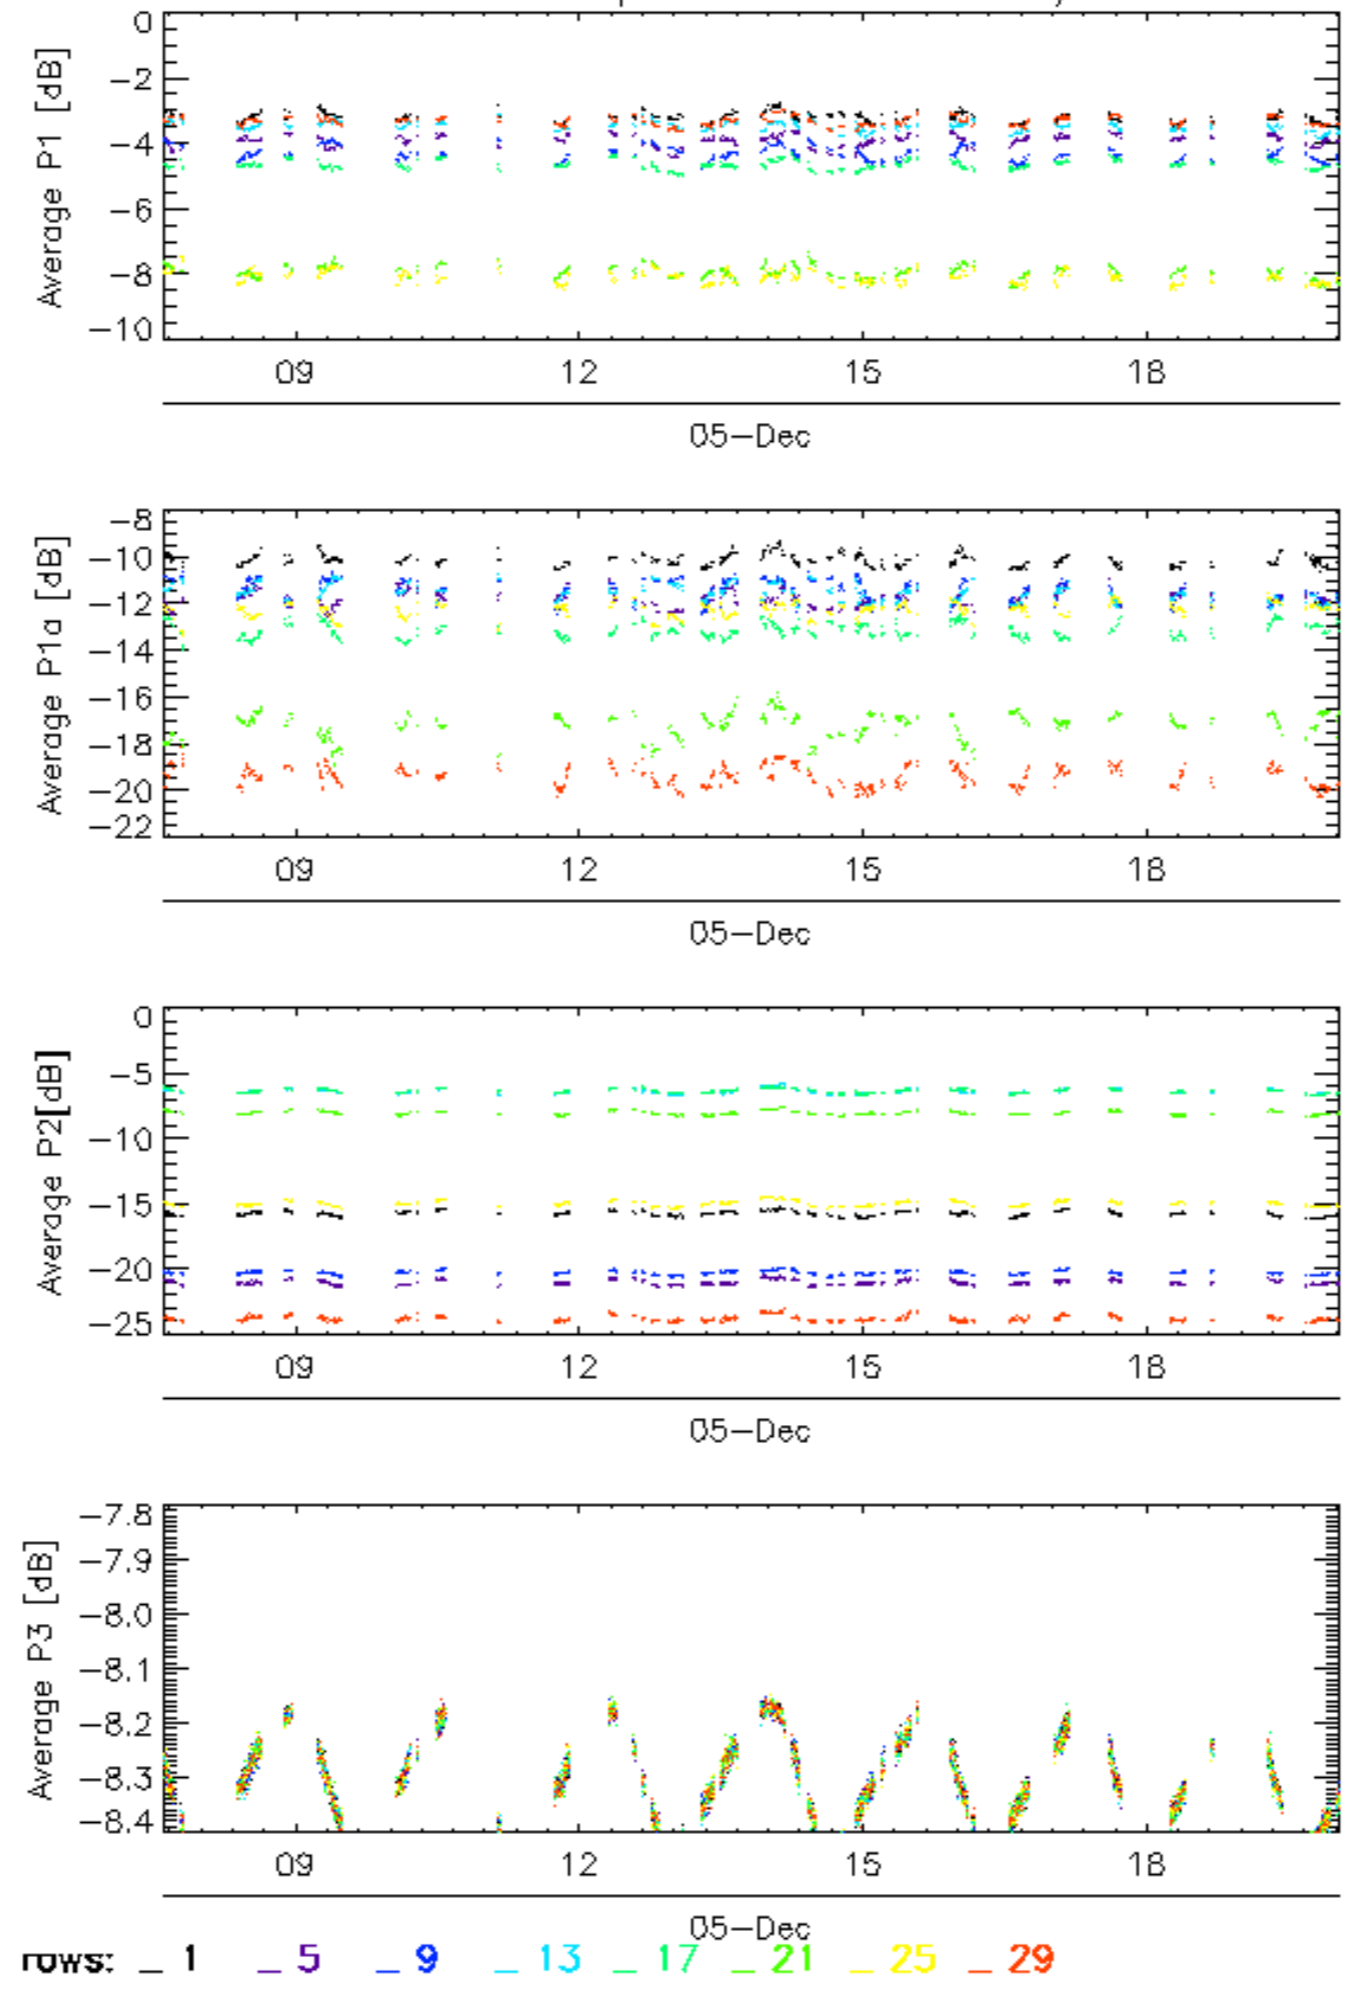 0
−2
−4
−6
−8
−10
Average P1 [dB]
09 12 15 18
05−Dec
−8
−10
−12
−14
−16
−18
−20
−22
Average P1a [dB]
09 12 15 18
05−Dec
0
−5
−10
−15
−20
−25
Average P2[dB]
09 12 15 18
05−Dec
−7.8
−7.9
−8.0
−8.1
−8.2
−8.3
−8.4
Average P3 [dB]
09 12 15 18
05−Dec
rows: _ 1 _ 5 _ 9 _ 13 _ 17 _ 21 _ 25 _ 29